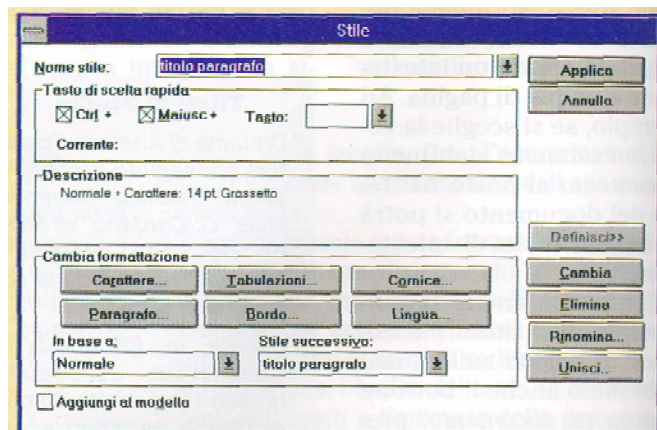 Stile
Nome stile: titolo paragrafo
Applica
Tasto di scelta rapida
Annulla
Ctrl + Maiusc + Tasto:
Corrente:
Descrizione
Normale + Carattere: 14 pt. Grassetto
Definisci>>
Cambia formattazione
Cambia
Carattere... Tabulazioni... Cornice...
Elimina
Paragrafo... Bordo... Lingua...
Rinomina...
In base a: Stile successivo:
Normale titolo paragrafo
Unisci...
Aggiungi al modello